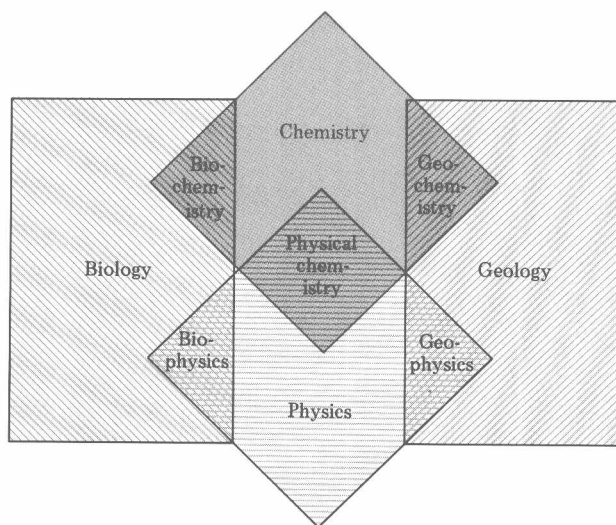 Chemistry
Bio-
chem-
istry
Geo-
chem-
istry
Physical
chem-
istry
Biology
Geology
Bio-
physics
Geo-
physics
Physics